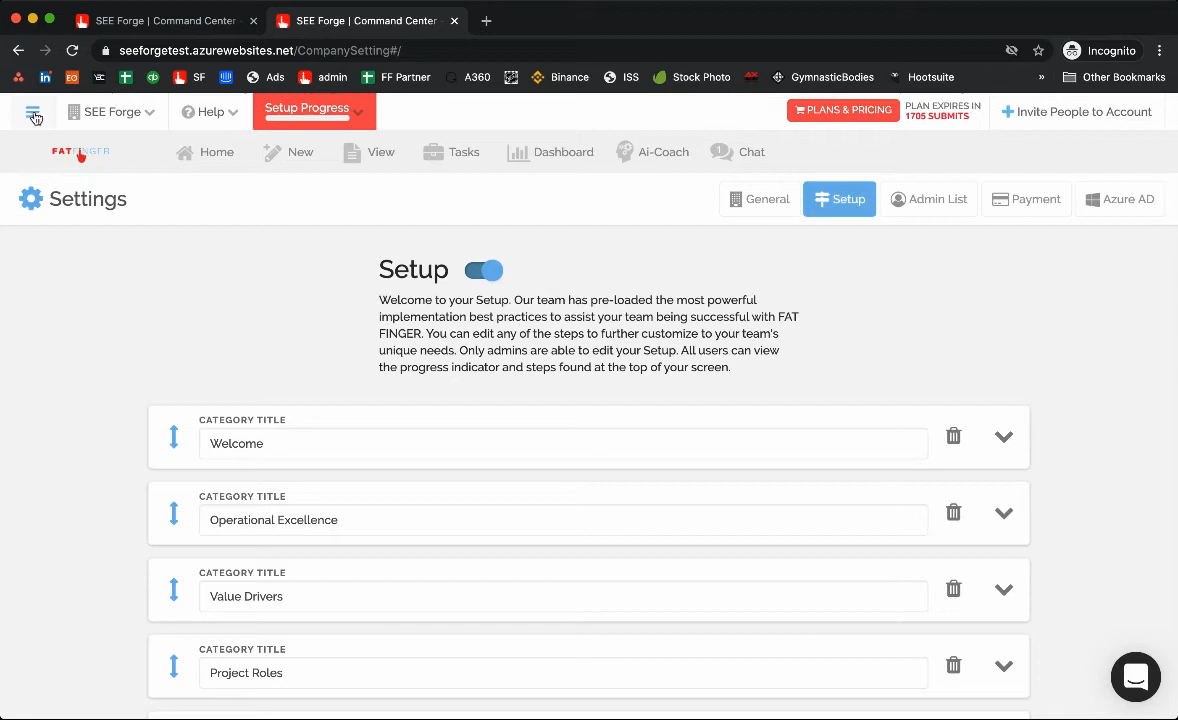 SEE Forge | Command Center
SEE Forge | Command Center
seeforgetest.azurewebsites.net/CompanySetting#/
Incognito
SF
Ads
admin
FF Partner
A360
Binance
ISS
Stock Photo
GymnasticBodies
Hootsuite
»
Other Bookmarks
SEE Forge
Help
Setup Progress
PLANS & PRICING
PLAN EXPIRES IN
1705 SUBMITS
Invite People to Account
FATFINGER
Home
New
View
Tasks
Dashboard
Ai-Coach
Chat
Settings
General
Setup
Admin List
Payment
Azure AD
Setup
Welcome to your Setup. Our team has pre-loaded the most powerful
implementation best practices to assist your team being successful with FAT
FINGER. You can edit any of the steps to further customize to your team's
unique needs. Only admins are able to edit your Setup. All users can view
the progress indicator and steps found at the top of your screen.
CATEGORY TITLE
Welcome
CATEGORY TITLE
Operational Excellence
CATEGORY TITLE
Value Drivers
CATEGORY TITLE
Project Roles